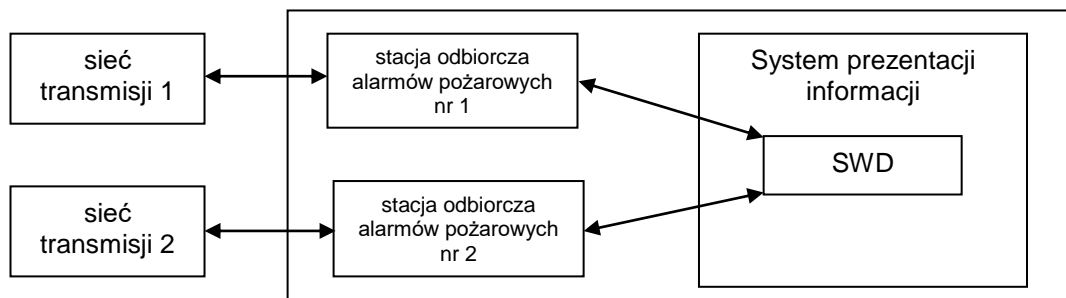 sieć
transmisji 1
stacja odbiorcza
alarmów pożarowych
nr 1
System prezentacji
informacji
SWD
sieć
transmisji 2
stacja odbiorcza
alarmów pożarowych
nr 2